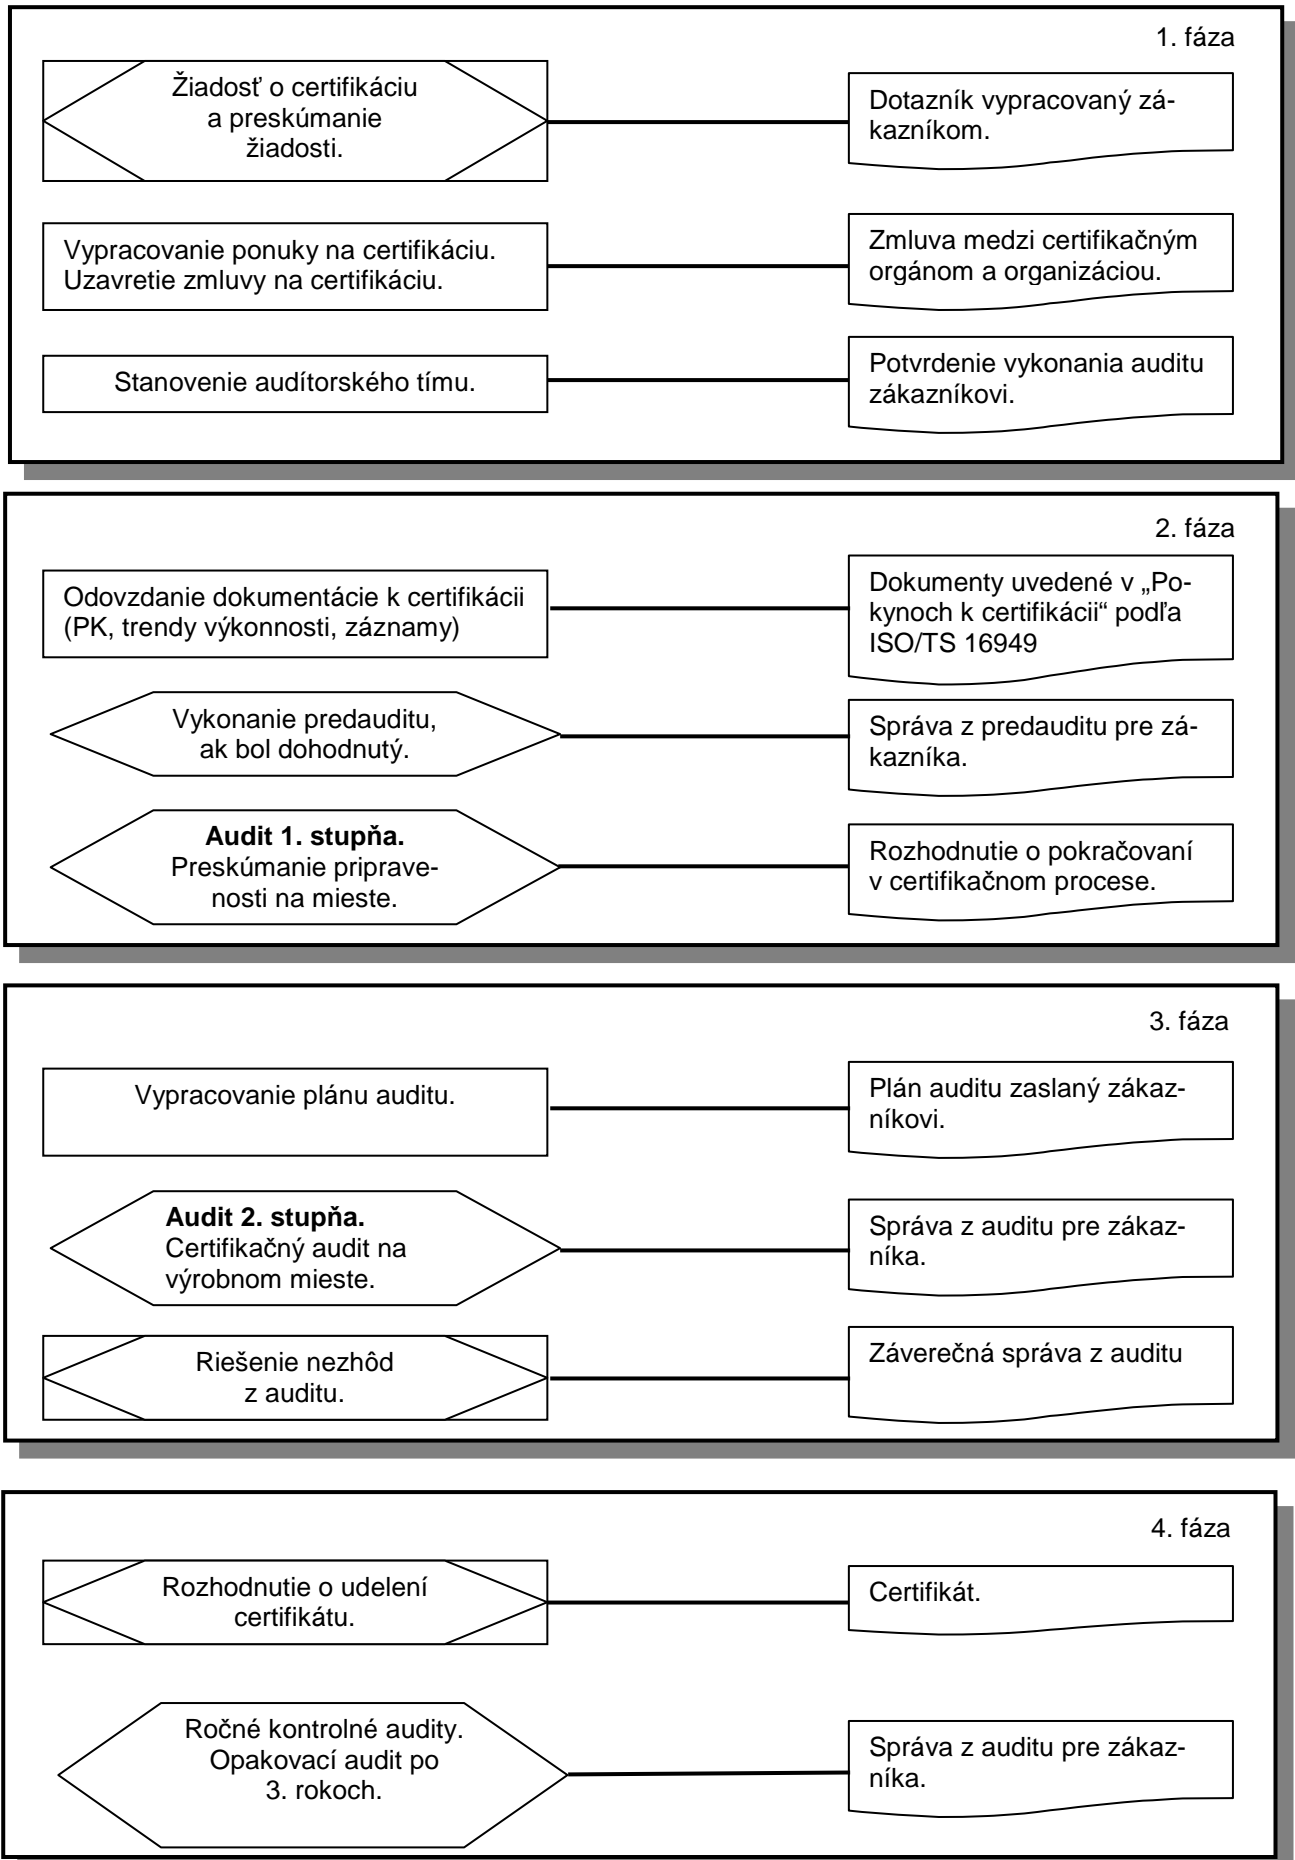 1. fáza
Žiadosť o certifikáciu
a preskúmanie
žiadosti.
Dotazník vypracovaný zá-
kazníkom.
Vypracovanie ponuky na certifikáciu.
Uzavretie zmluvy na certifikáciu.
Zmluva medzi certifikačným
orgánom a organizáciou.
Stanovenie audítorského tímu.
Potvrdenie vykonania auditu
zákazníkovi.
2. fáza
Odovzdanie dokumentácie k certifikácii
(PK, trendy výkonnosti, záznamy)
Dokumenty uvedené v „Po-
kynoch k certifikácii“ podľa
ISO/TS 16949
Vykonanie predauditu,
ak bol dohodnutý.
Správa z predauditu pre zá-
kazníka.
Audit 1. stupňa.
Preskúmanie priprave-
nosti na mieste.
Rozhodnutie o pokračovaní
v certifikačnom procese.
3. fáza
Vypracovanie plánu auditu.
Plán auditu zaslaný zákaz-
níkovi.
Audit 2. stupňa.
Certifikačný audit na
výrobnom mieste.
Správa z auditu pre zákaz-
níka.
Riešenie nezhôd
z auditu.
Záverečná správa z auditu
4. fáza
Rozhodnutie o udelení
certifikátu.
Certifikát.
Ročné kontrolné audity.
Opakovací audit po
3. rokoch.
Správa z auditu pre zákaz-
níka.